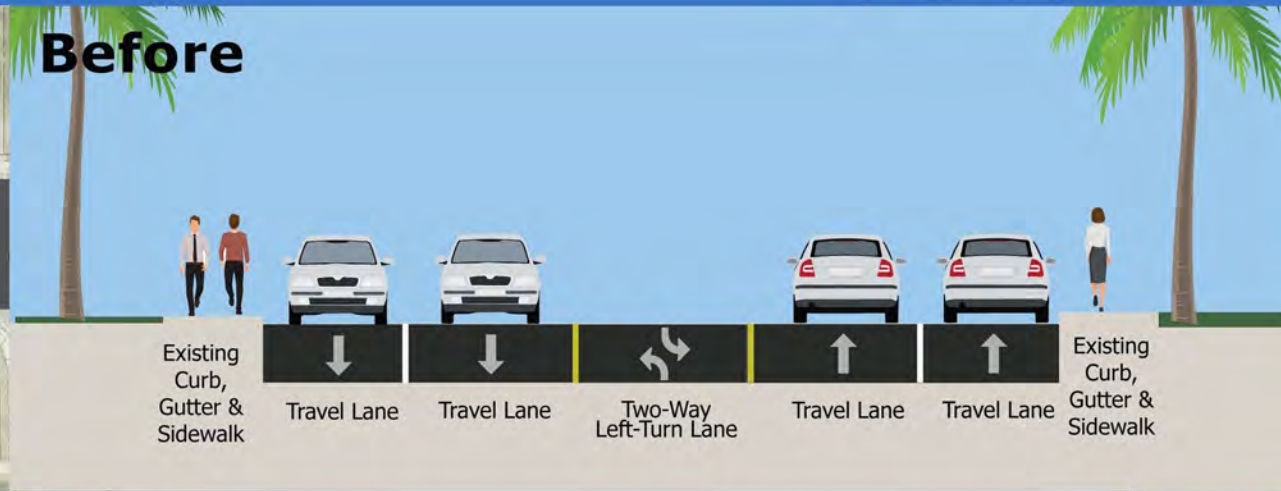 Before
Existing
Curb,
Gutter &
Sidewalk
Travel Lane
Travel Lane
Two-Way
Left-Turn Lane
Travel Lane
Travel Lane
Existing
Curb,
Gutter &
Sidewalk